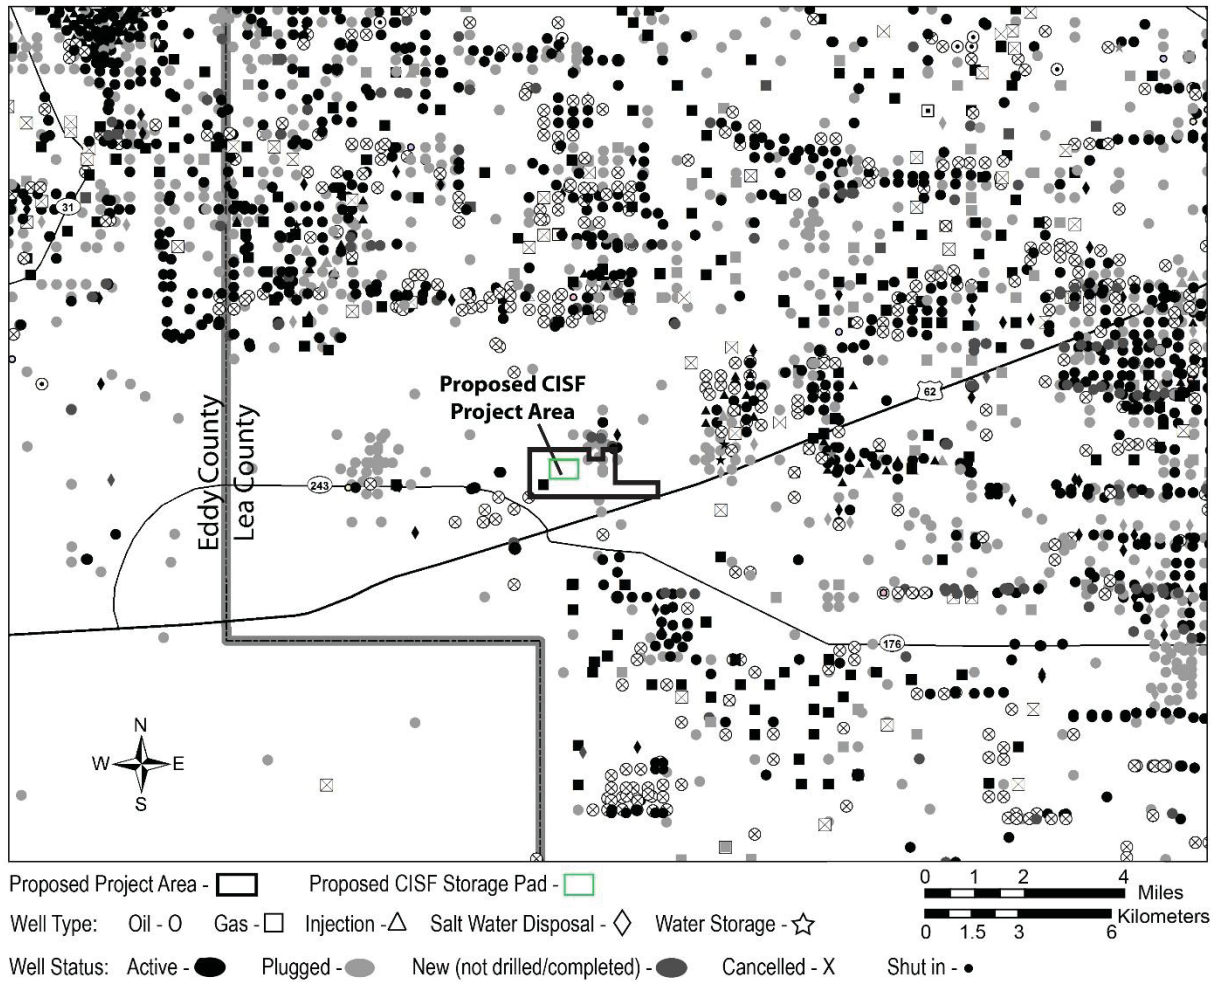 31
Proposed CISF
Project Area
62
Eddy County
Lea County
243
176
N
W E
S
Proposed Project Area -
Proposed CISF Storage Pad -
0 1 2 4
Miles
Kilometers
0 1.5 3 6
Well Type: Oil - O Gas - Injection - Salt Water Disposal - Water Storage -
Well Status: Active - Plugged - New (not drilled/completed) - Cancelled - X Shut in -